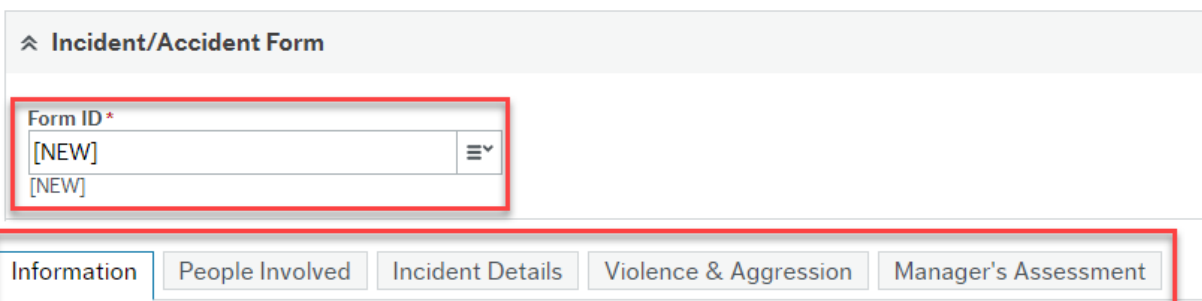 Incident/Accident Form
Form ID*
[NEW]
[NEW]
Information People Involved Incident Details Violence & Aggression Manager's Assessment